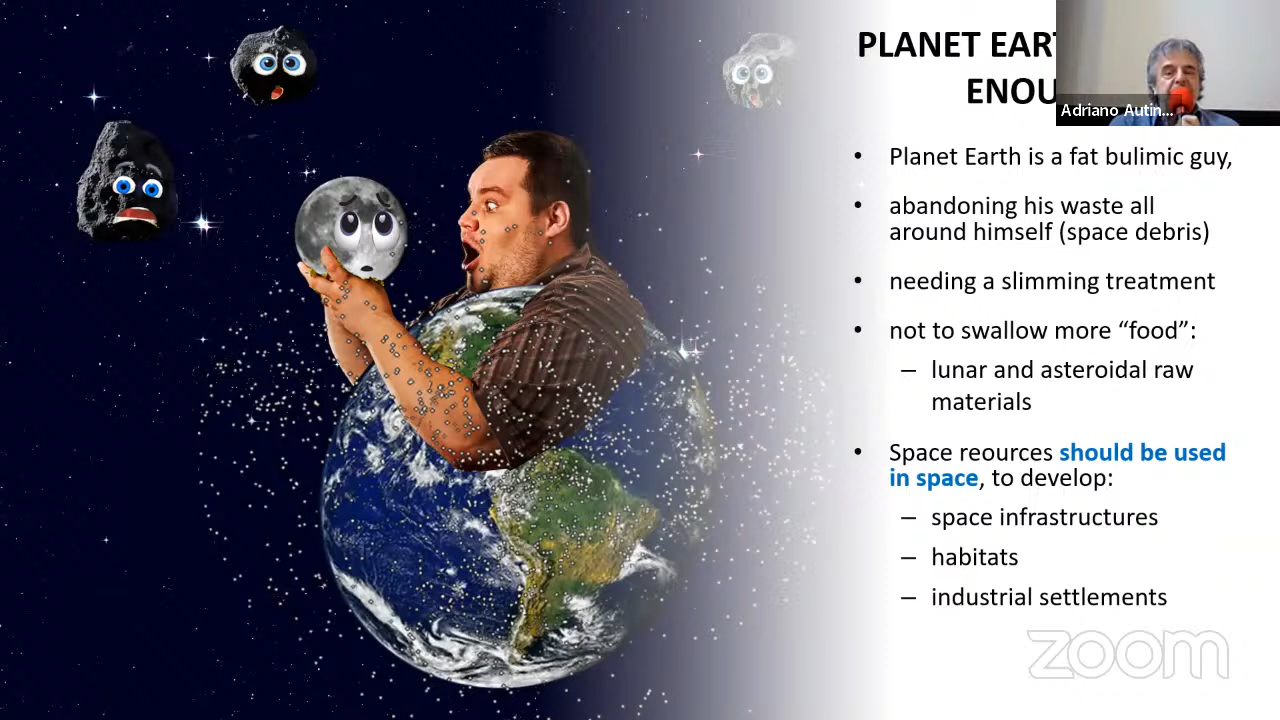 PLANET EAR
ENOU
Adriano Autin...
• Planet Earth is a fat bulimic guy,
• abandoning his waste all
around himself (space debris)
• needing a slimming treatment
• not to swallow more “food”:
– lunar and asteroidal raw
materials
• Space reources should be used
in space, to develop:
– space infrastructures
– habitats
– industrial settlements
zoom